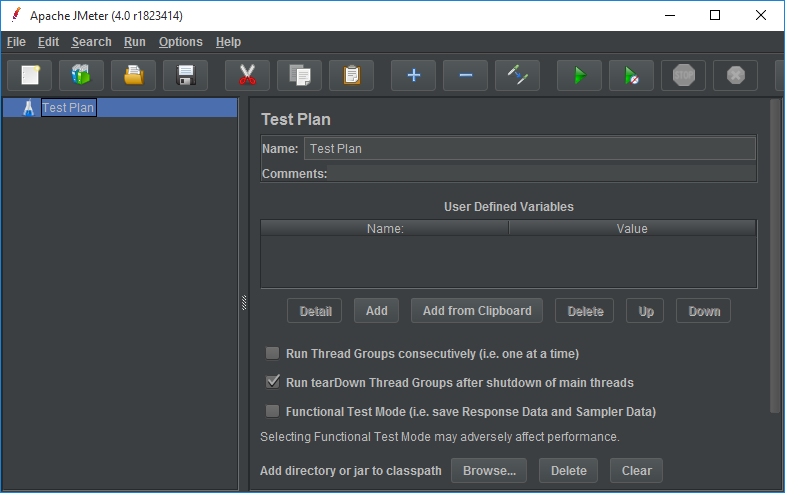 Apache JMeter (4.0 r1823414)
File Edit Search Run Options Help
STOP
Test Plan
Test Plan
Name: Test Plan
Comments:
User Defined Variables
Name: Value
Detail Add Add from Clipboard Delete Up Down
Run Thread Groups consecutively (i.e. one at a time)
Run tearDown Thread Groups after shutdown of main threads
Functional Test Mode (i.e. save Response Data and Sampler Data)
Selecting Functional Test Mode may adversely affect performance.
Add directory or jar to classpath Browse... Delete Clear